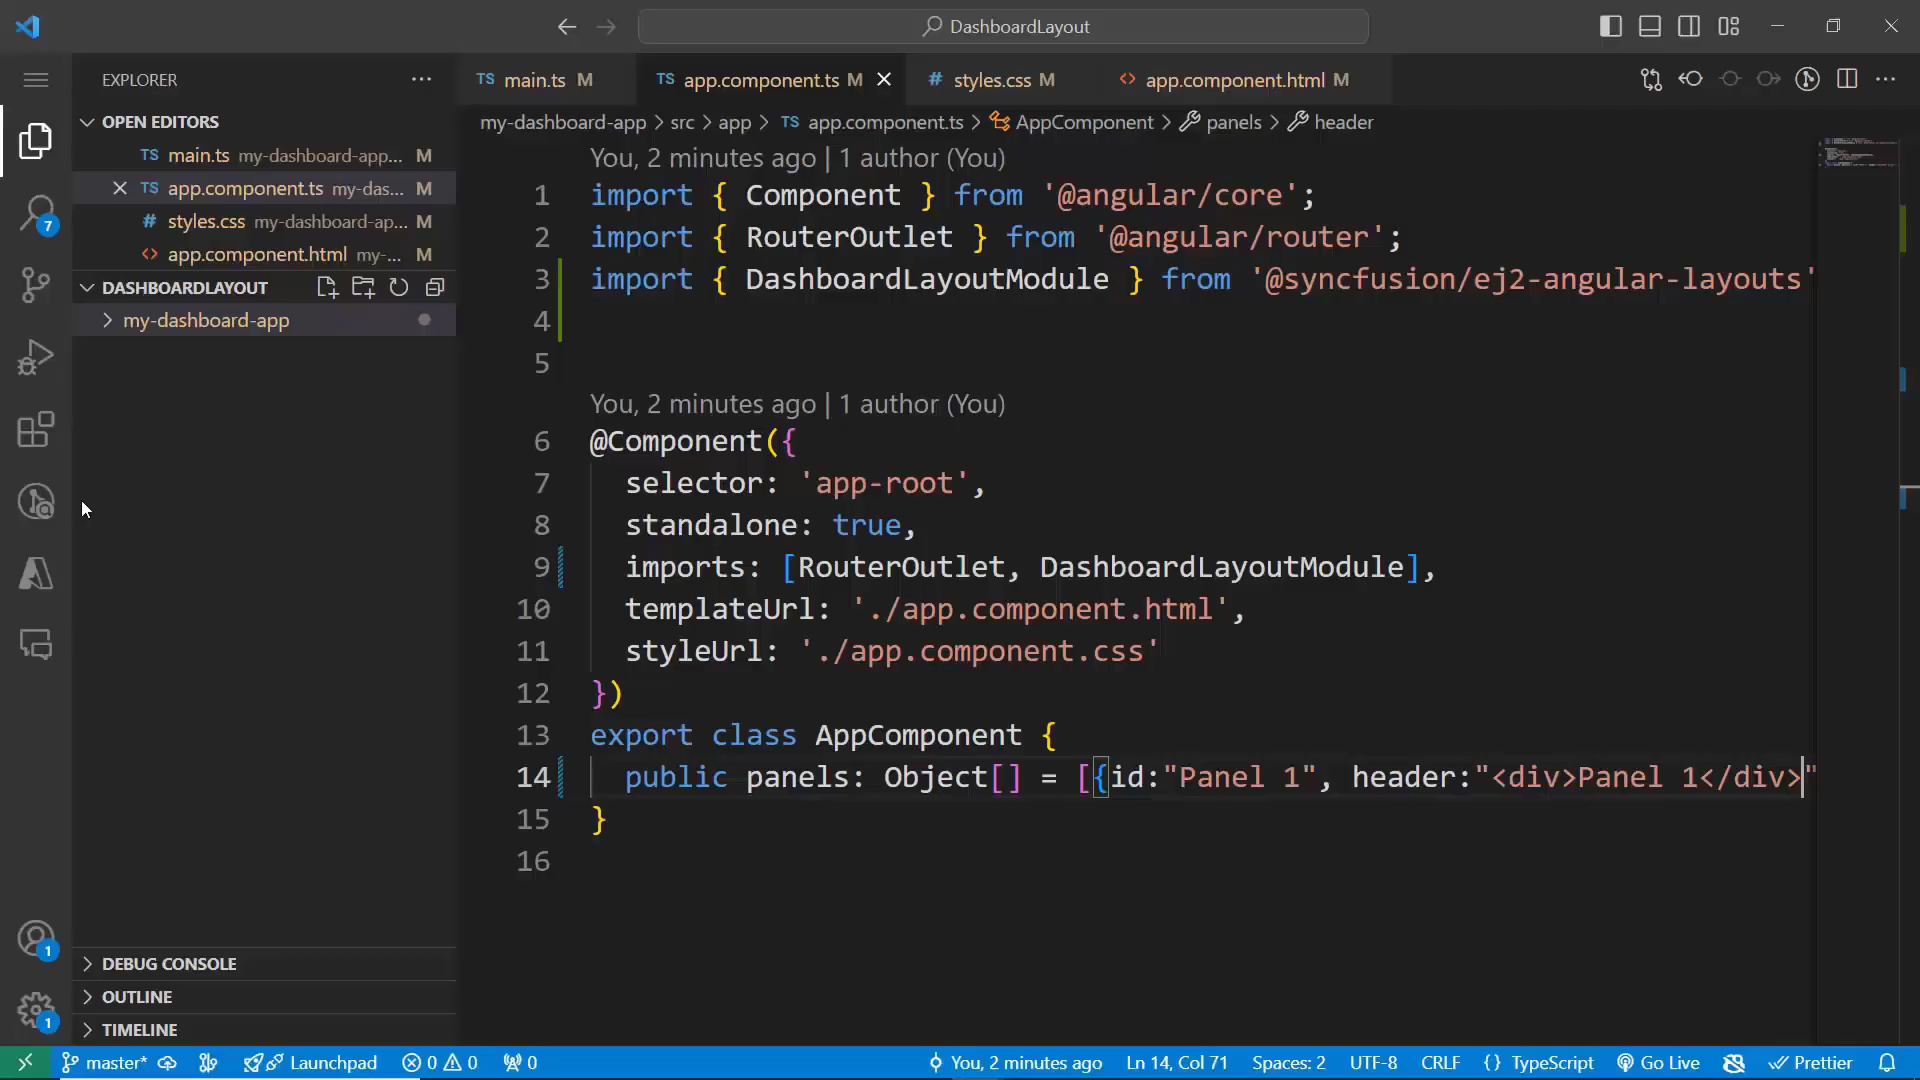 DashboardLayout
EXPLORER
main.ts M
app.component.ts M
styles.css M
app.component.html M
my-dashboard-app > src > app > TS app.component.ts > AppComponent > panels > header
OPEN EDITORS
TS main.ts my-dashboard-app... M
TS app.component.ts my-das... M
# styles.css my-dashboard-ap... M
<> app.component.html my-... M
DASHBOARDLAYOUT
my-dashboard-app
7
You, 2 minutes ago | 1 author (You)
1 import { Component } from '@angular/core';
2 import { RouterOutlet } from '@angular/router';
3 import { DashboardLayoutModule } from '@syncfusion/ej2-angular-layouts'
4
5
You, 2 minutes ago | 1 author (You)
6 @Component({
7 selector: 'app-root',
8 standalone: true,
9 imports: [RouterOutlet, DashboardLayoutModule],
10 templateUrl: './app.component.html',
11 styleUrl: './app.component.css'
12 })
13 export class AppComponent {
14 public panels: Object[] = [{id:"Panel 1", header:"<div>Panel 1</div>"
15 }
16
1
1
DEBUG CONSOLE
OUTLINE
TIMELINE
master* Launchpad 0 0 0 You, 2 minutes ago Ln 14, Col 71 Spaces: 2 UTF-8 CRLF {} TypeScript Go Live Prettier